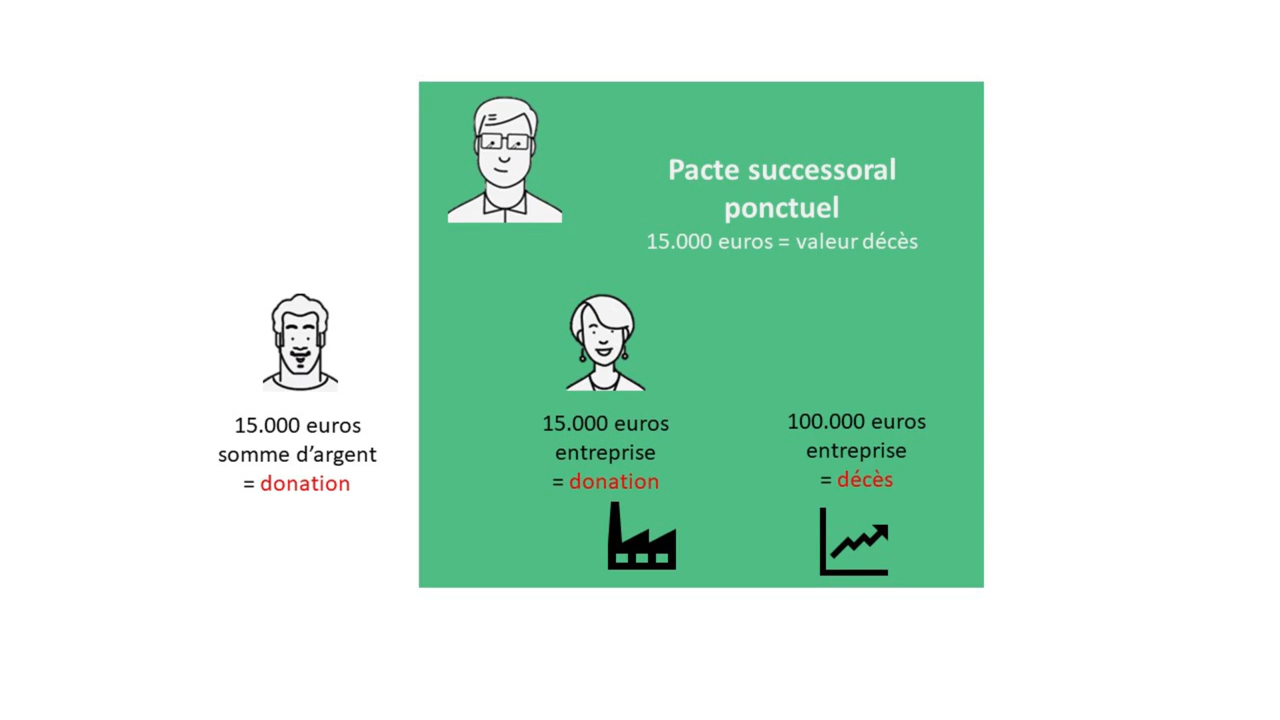 Pacte successoral
ponctuel
15.000 euros = valeur décès
15.000 euros
somme d’argent
= donation
15.000 euros
entreprise
= donation
100.000 euros
entreprise
= décès